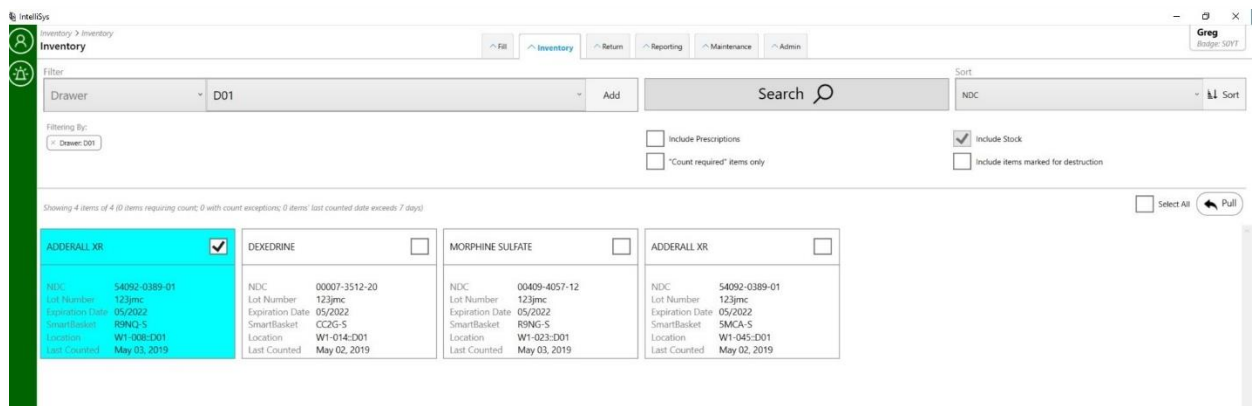 IntelliSys
Inventory > Inventory
Inventory
Fill
Inventory
Return
Reporting
Maintenance
Admin
Greg
Badge: S0YT
Filter
Drawer
D01
Add
Search
Sort
NDC
Sort
Filtering By:
× Drawer: D01
Include Prescriptions
Include Stock
"Count required" items only
Include items marked for destruction
Showing 4 items of 4 (0 items requiring count; 0 with count exceptions; 0 items' last counted date exceeds 7 days)
Select All
Pull
ADDERALL XR
NDC 54092-0389-01
Lot Number 123jmc
Expiration Date 05/2022
SmartBasket R9NQ-S
Location W1-008::D01
Last Counted May 03, 2019
DEXEDRINE
NDC 00007-3512-20
Lot Number 123jmc
Expiration Date 05/2022
SmartBasket CC2G-S
Location W1-014::D01
Last Counted May 02, 2019
MORPHINE SULFATE
NDC 00409-4057-12
Lot Number 123jmc
Expiration Date 05/2022
SmartBasket R9NG-S
Location W1-023::D01
Last Counted May 03, 2019
ADDERALL XR
NDC 54092-0389-01
Lot Number 123jmc
Expiration Date 05/2022
SmartBasket 5MCA-S
Location W1-045::D01
Last Counted May 02, 2019